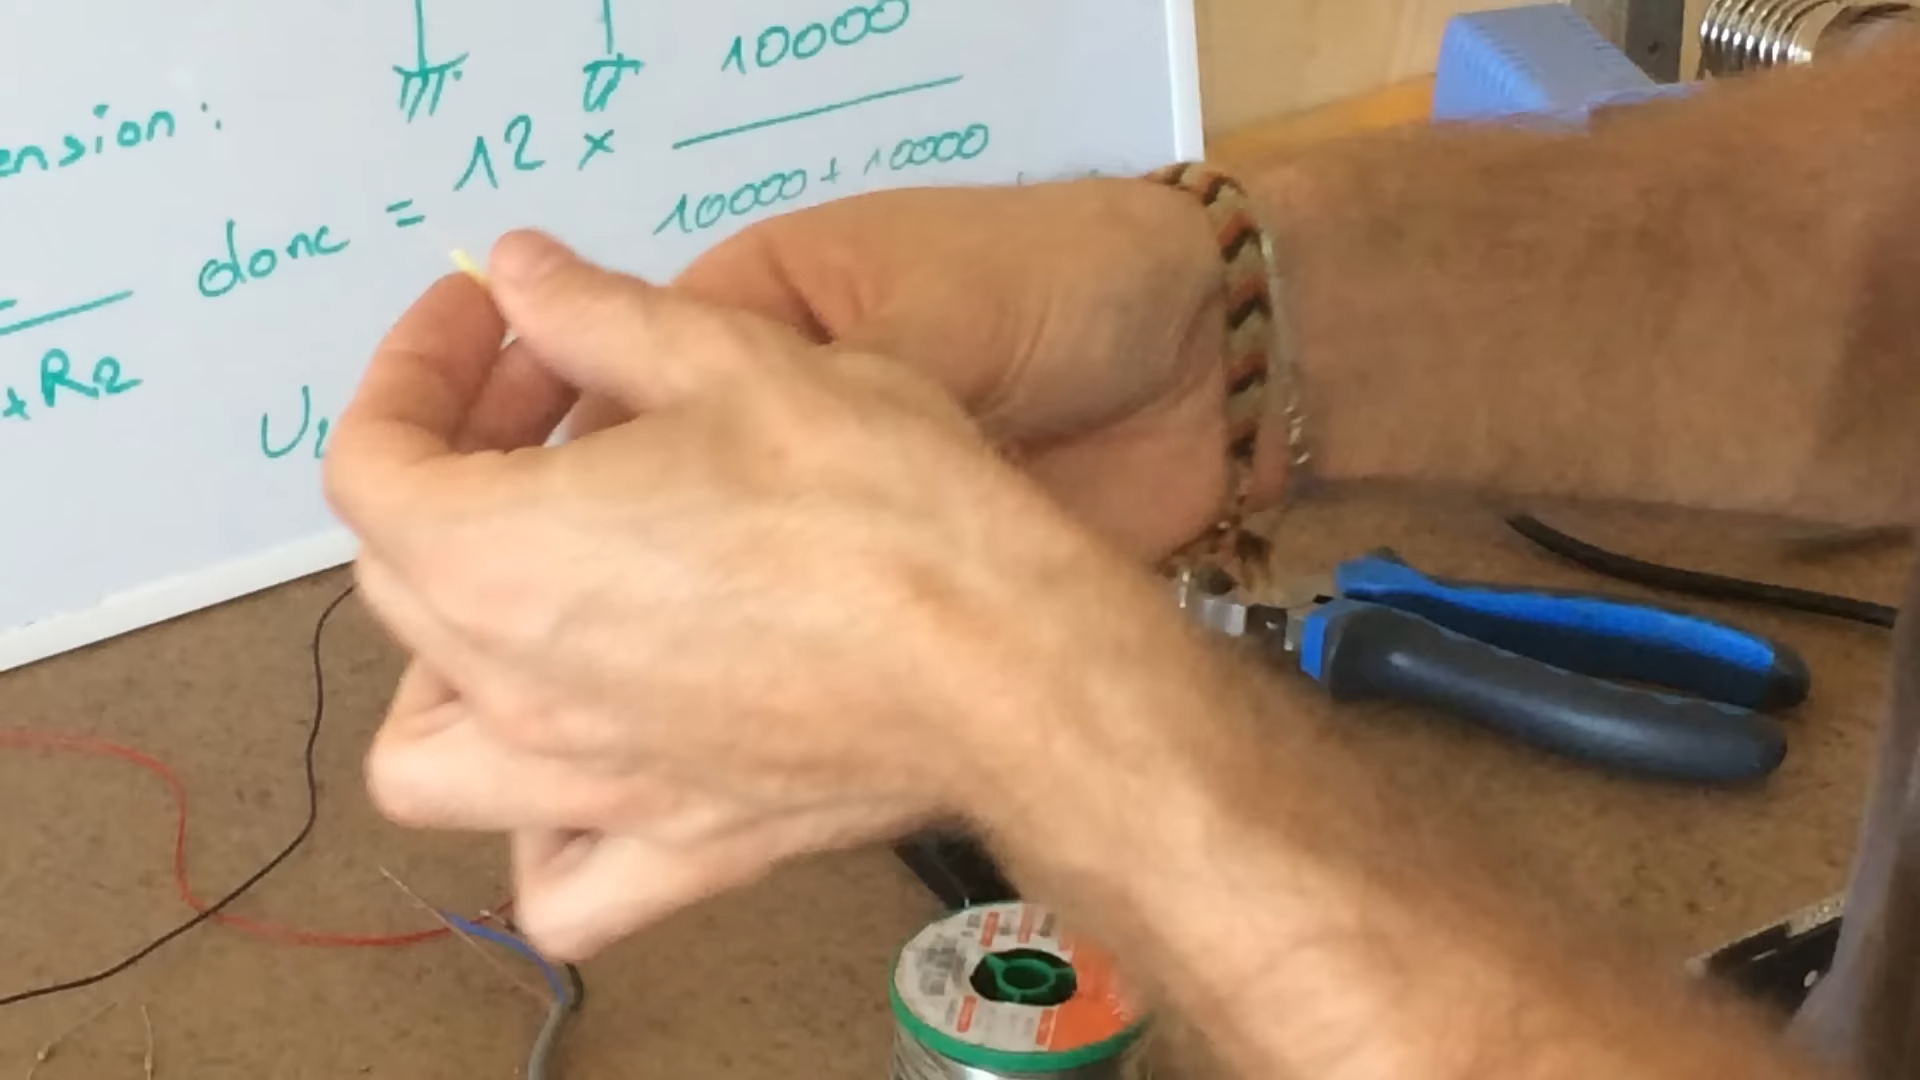 10000
ension :
donc = 12 x
10000 + 10000
+R2
U